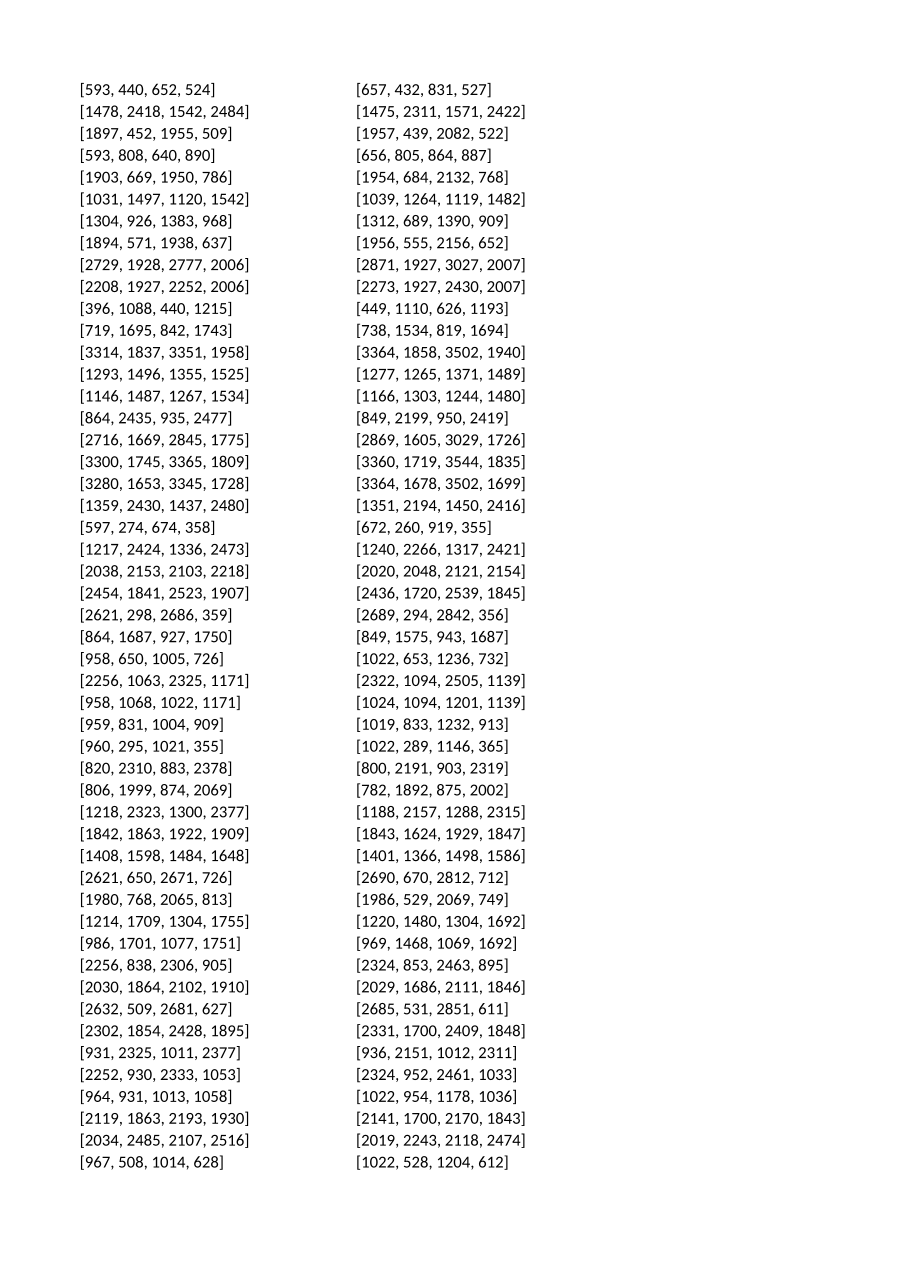 [593, 440, 652, 524] [657, 432, 831, 527]
[1478, 2418, 1542, 2484] [1475, 2311, 1571, 2422]
[1897, 452, 1955, 509] [1957, 439, 2082, 522]
[593, 808, 640, 890] [656, 805, 864, 887]
[1903, 669, 1950, 786] [1954, 684, 2132, 768]
[1031, 1497, 1120, 1542] [1039, 1264, 1119, 1482]
[1304, 926, 1383, 968] [1312, 689, 1390, 909]
[1894, 571, 1938, 637] [1956, 555, 2156, 652]
[2729, 1928, 2777, 2006] [2871, 1927, 3027, 2007]
[2208, 1927, 2252, 2006] [2273, 1927, 2430, 2007]
[396, 1088, 440, 1215] [449, 1110, 626, 1193]
[719, 1695, 842, 1743] [738, 1534, 819, 1694]
[3314, 1837, 3351, 1958] [3364, 1858, 3502, 1940]
[1293, 1496, 1355, 1525] [1277, 1265, 1371, 1489]
[1146, 1487, 1267, 1534] [1166, 1303, 1244, 1480]
[864, 2435, 935, 2477] [849, 2199, 950, 2419]
[2716, 1669, 2845, 1775] [2869, 1605, 3029, 1726]
[3300, 1745, 3365, 1809] [3360, 1719, 3544, 1835]
[3280, 1653, 3345, 1728] [3364, 1678, 3502, 1699]
[1359, 2430, 1437, 2480] [1351, 2194, 1450, 2416]
[597, 274, 674, 358] [672, 260, 919, 355]
[1217, 2424, 1336, 2473] [1240, 2266, 1317, 2421]
[2038, 2153, 2103, 2218] [2020, 2048, 2121, 2154]
[2454, 1841, 2523, 1907] [2436, 1720, 2539, 1845]
[2621, 298, 2686, 359] [2689, 294, 2842, 356]
[864, 1687, 927, 1750] [849, 1575, 943, 1687]
[958, 650, 1005, 726] [1022, 653, 1236, 732]
[2256, 1063, 2325, 1171] [2322, 1094, 2505, 1139]
[958, 1068, 1022, 1171] [1024, 1094, 1201, 1139]
[959, 831, 1004, 909] [1019, 833, 1232, 913]
[960, 295, 1021, 355] [1022, 289, 1146, 365]
[820, 2310, 883, 2378] [800, 2191, 903, 2319]
[806, 1999, 874, 2069] [782, 1892, 875, 2002]
[1218, 2323, 1300, 2377] [1188, 2157, 1288, 2315]
[1842, 1863, 1922, 1909] [1843, 1624, 1929, 1847]
[1408, 1598, 1484, 1648] [1401, 1366, 1498, 1586]
[2621, 650, 2671, 726] [2690, 670, 2812, 712]
[1980, 768, 2065, 813] [1986, 529, 2069, 749]
[1214, 1709, 1304, 1755] [1220, 1480, 1304, 1692]
[986, 1701, 1077, 1751] [969, 1468, 1069, 1692]
[2256, 838, 2306, 905] [2324, 853, 2463, 895]
[2030, 1864, 2102, 1910] [2029, 1686, 2111, 1846]
[2632, 509, 2681, 627] [2685, 531, 2851, 611]
[2302, 1854, 2428, 1895] [2331, 1700, 2409, 1848]
[931, 2325, 1011, 2377] [936, 2151, 1012, 2311]
[2252, 930, 2333, 1053] [2324, 952, 2461, 1033]
[964, 931, 1013, 1058] [1022, 954, 1178, 1036]
[2119, 1863, 2193, 1930] [2141, 1700, 2170, 1843]
[2034, 2485, 2107, 2516] [2019, 2243, 2118, 2474]
[967, 508, 1014, 628] [1022, 528, 1204, 612]